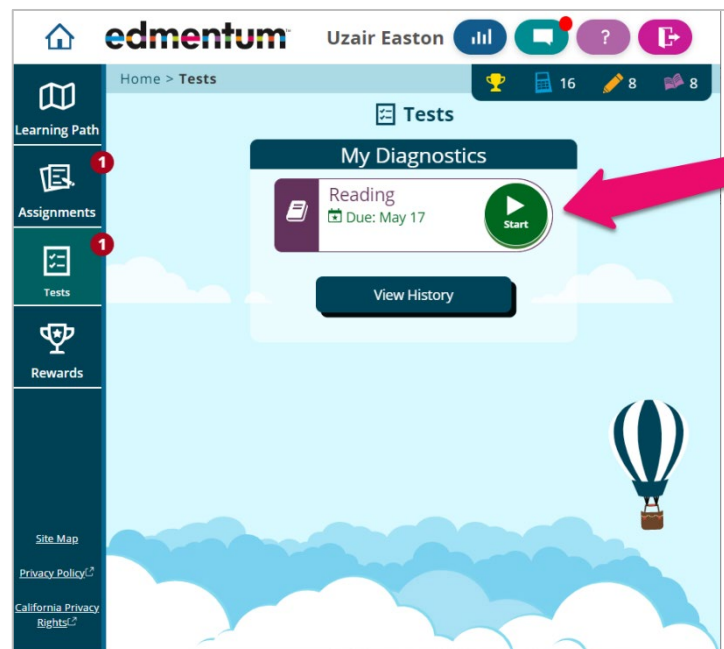 edmentum™
Uzair Easton
?
Home > Tests
16
8
8
Learning Path
1
Assignments
1
Tests
Rewards
Tests
My Diagnostics
Reading
Due: May 17
Start
View History
Site Map
Privacy Policy
California Privacy
Rights